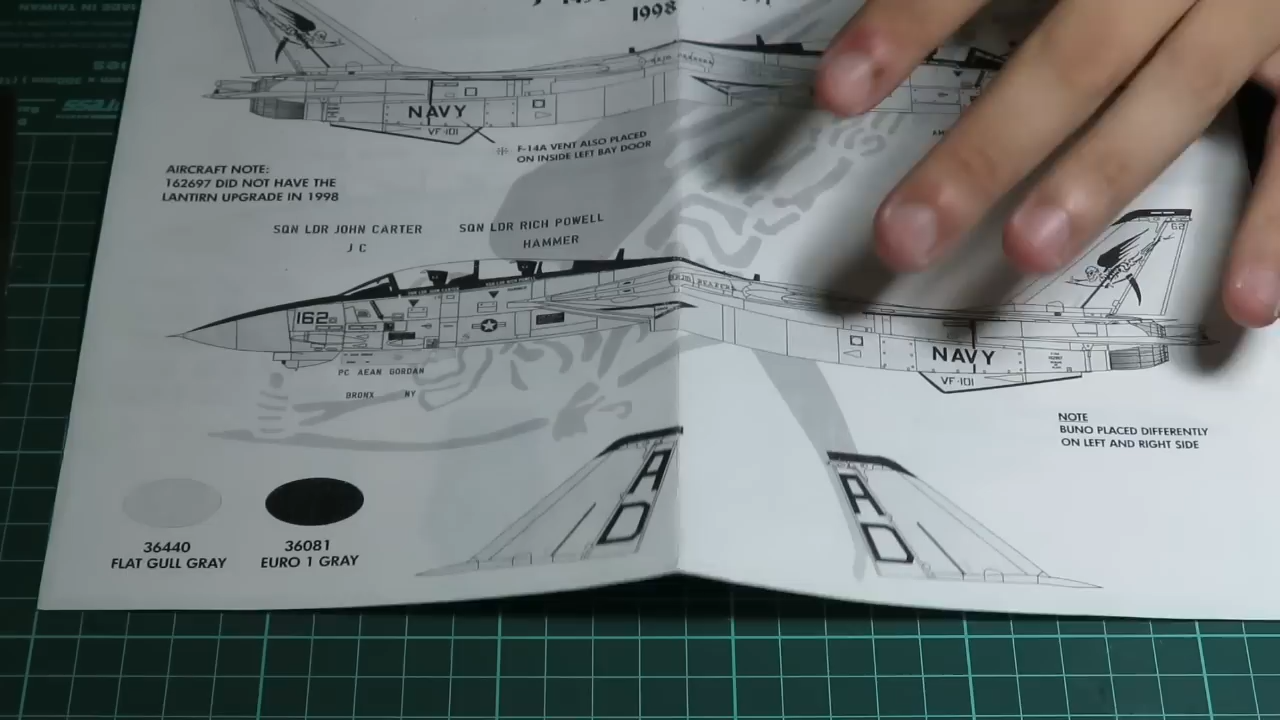 1998
NAVY
VF-101
F-14A VENT ALSO PLACED
ON INSIDE LEFT BAY DOOR
AIRCRAFT NOTE:
162697 DID NOT HAVE THE
LANTIRN UPGRADE IN 1998
SQN LDR JOHN CARTER
J C
SQN LDR RICH POWELL
HAMMER
162
PC AEAN GORDAN
BRONX NY
GRIM REAPER
62
NAVY
VF-101
NOTE
BUNO PLACED DIFFERENTLY
ON LEFT AND RIGHT SIDE
AD
AD
36440
FLAT GULL GRAY
36081
EURO 1 GRAY